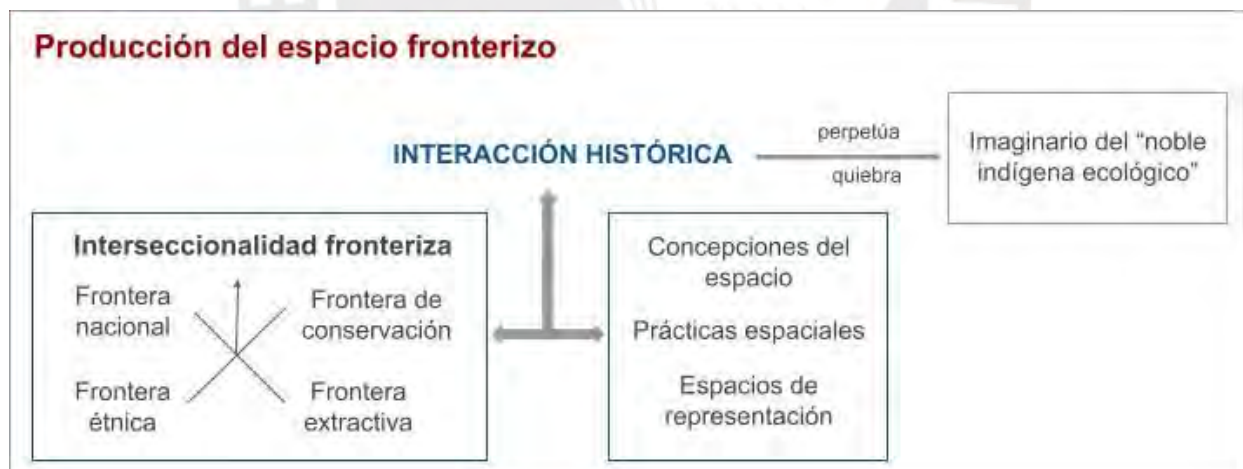 Producción del espacio fronterizo
INTERACCIÓN HISTÓRICA
perpetúa
quiebra
Imaginario del “noble
indígena ecológico”
Interseccionalidad fronteriza
Frontera
nacional
Frontera de
conservación
Frontera
étnica
Frontera
extractiva
Concepciones del
espacio
Prácticas espaciales
Espacios de
representación